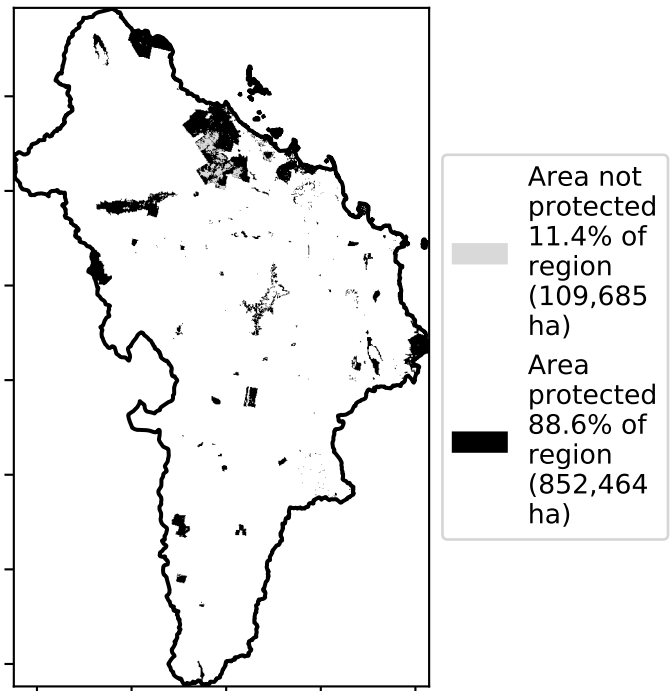 Area not
protected
11.4% of
region
(109,685
ha)
Area
protected
88.6% of
region
(852,464
ha)